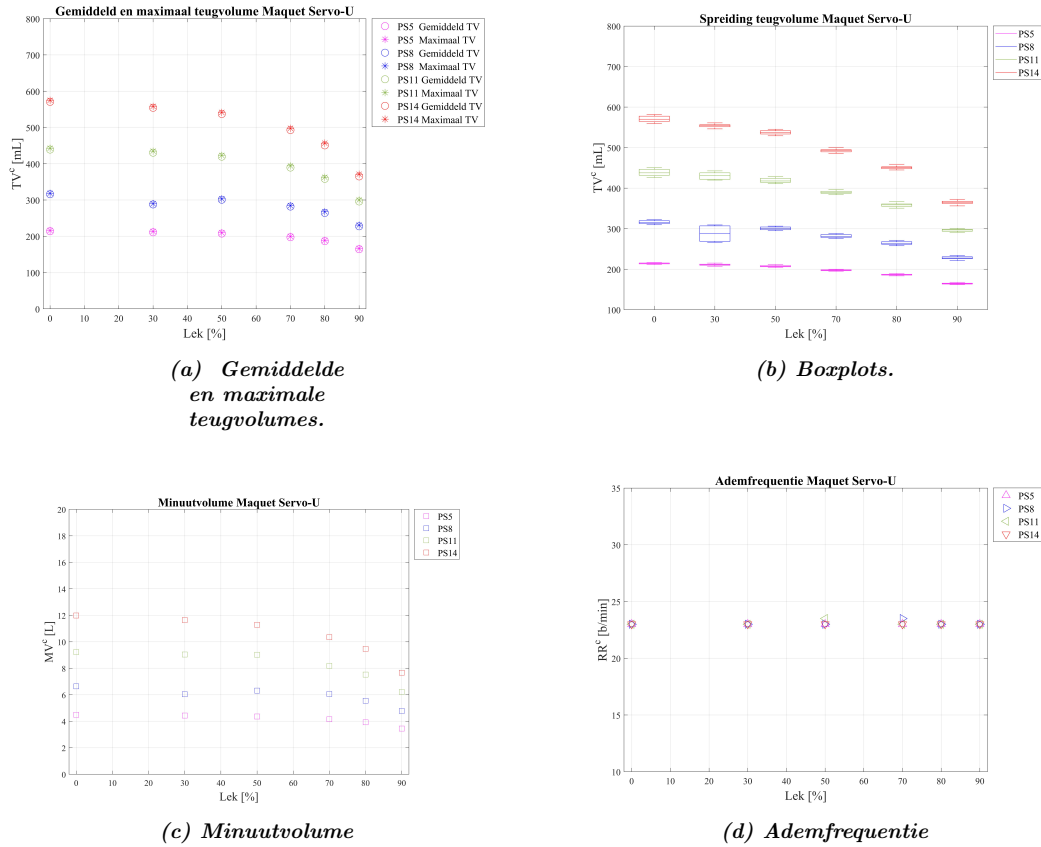 Gemiddeld en maximaal teugvolume Maquet Servo-U
800
700
600
500
400
300
200
100
0
TV^c [mL]
0 10 20 30 40 50 60 70 80 90
Lek [%]
PS5 Gemiddeld TV
PS5 Maximaal TV
PS8 Gemiddeld TV
PS8 Maximaal TV
PS11 Gemiddeld TV
PS11 Maximaal TV
PS14 Gemiddeld TV
PS14 Maximaal TV
(a) Gemiddelde
en maximale
teugvolumes.
Spreiding teugvolume Maquet Servo-U
800
700
600
500
400
300
200
100
TV^c [mL]
0 30 50 70 80 90
Lek [%]
PS5
PS8
PS11
PS14
(b) Boxplots.
Minuutvolume Maquet Servo-U
20
18
16
14
12
10
8
6
4
2
0
MV^c [L]
0 10 20 30 40 50 60 70 80 90
Lek [%]
PS5
PS8
PS11
PS14
(c) Minuutvolume
Ademfrequentie Maquet Servo-U
35
30
25
20
15
10
RR^c [b/min]
0 10 20 30 40 50 60 70 80 90
Lek [%]
PS5
PS8
PS11
PS14
(d) Ademfrequentie